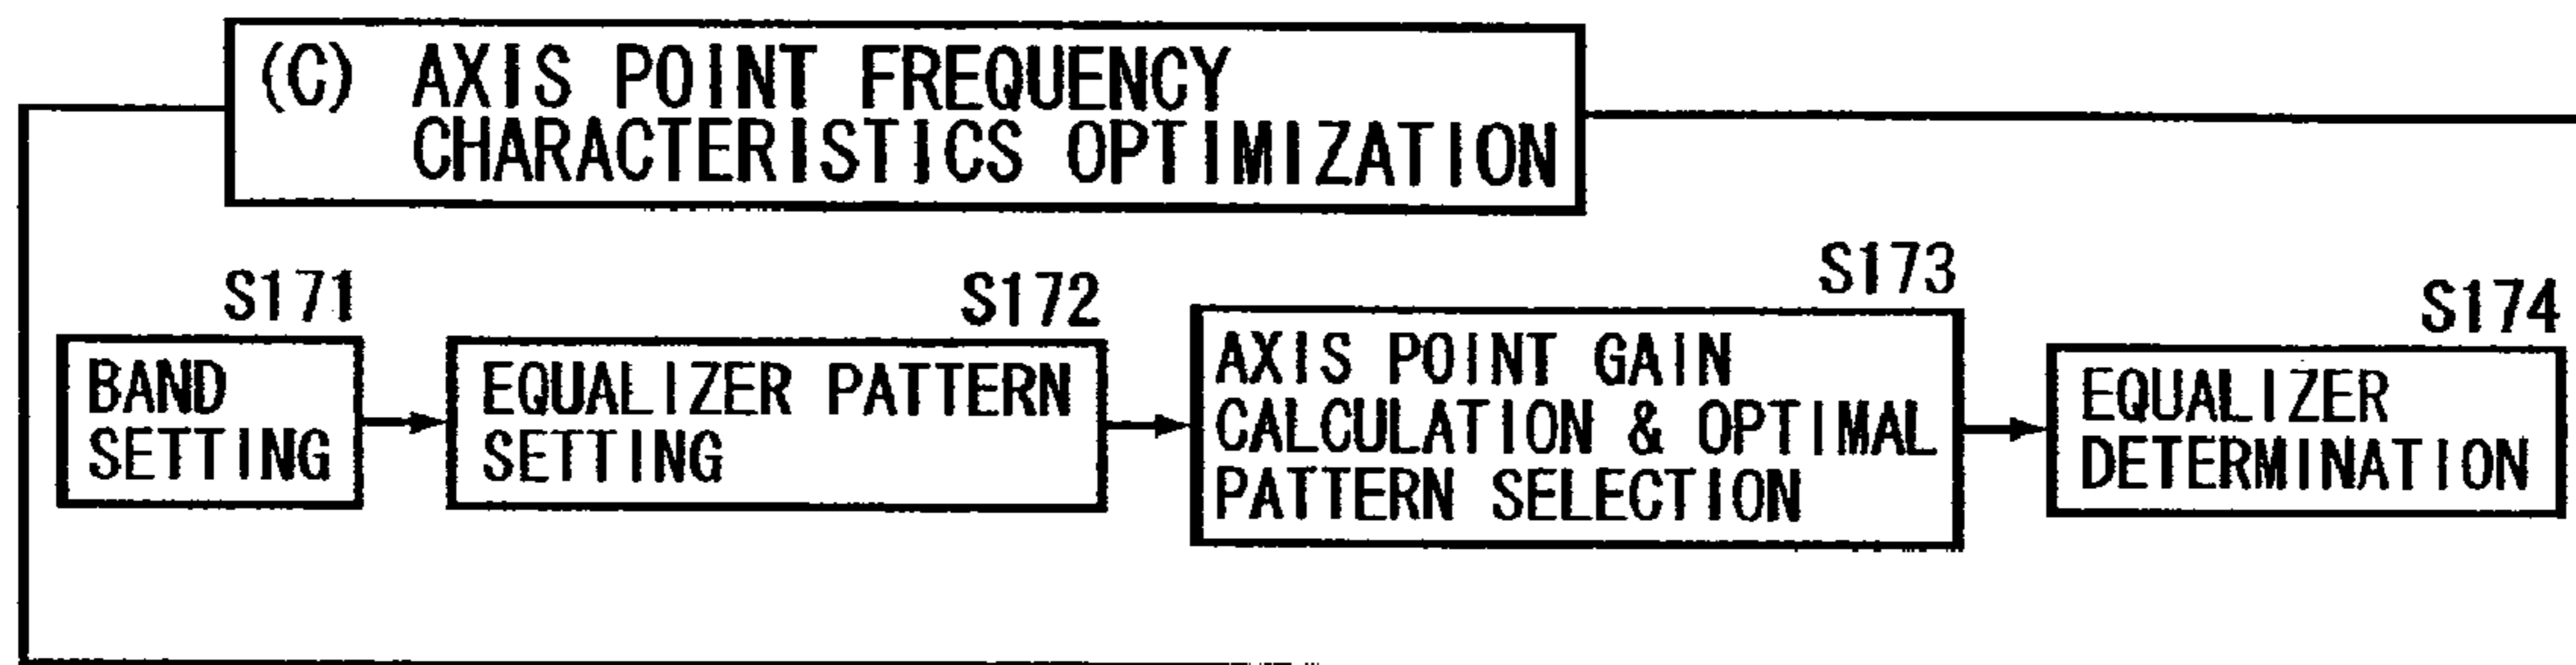 (C) AXIS POINT FREQUENCY
CHARACTERISTICS OPTIMIZATION
S171
BAND
SETTING
S172
EQUALIZER PATTERN
SETTING
S173
AXIS POINT GAIN
CALCULATION & OPTIMAL
PATTERN SELECTION
S174
EQUALIZER
DETERMINATION